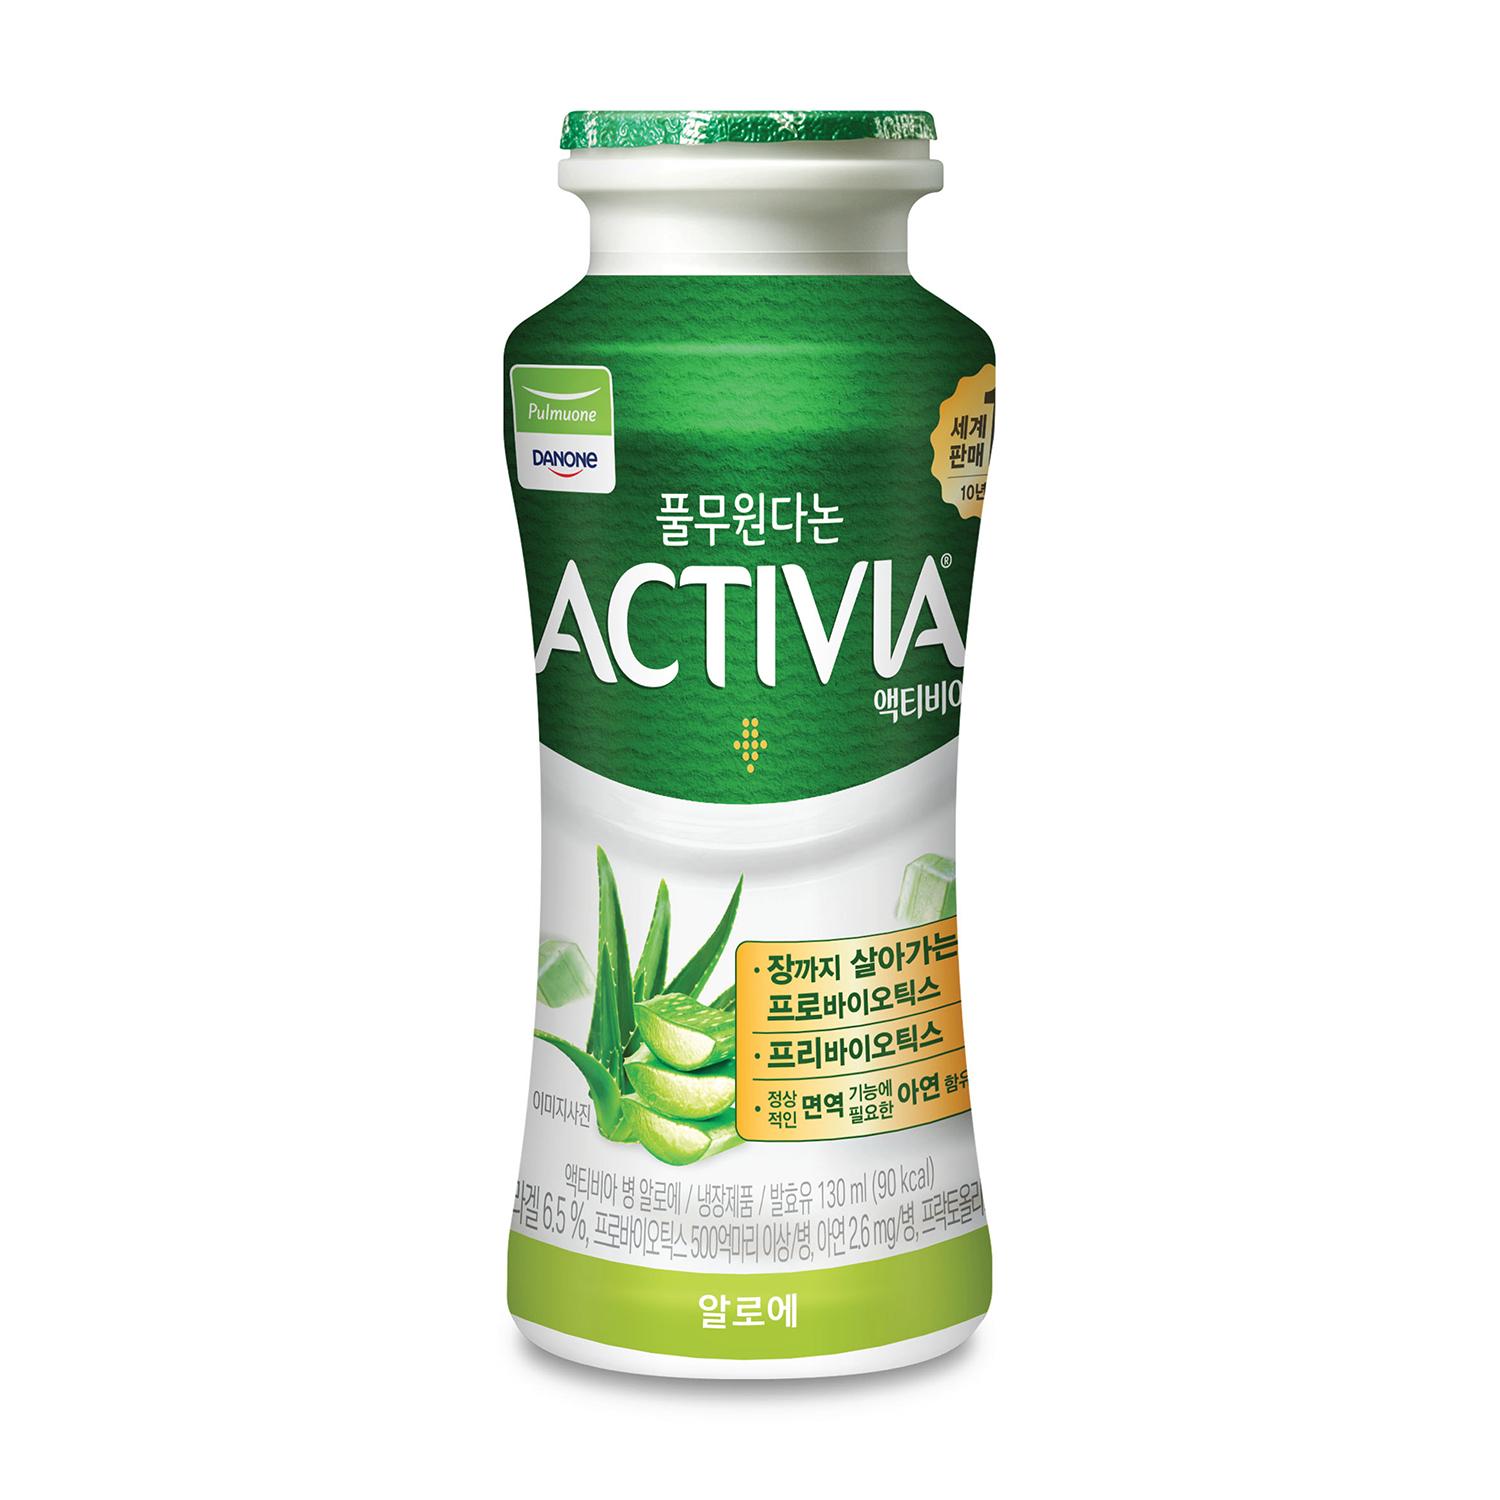 Pulmuone
DANONE
세계
판매
풀무원다논
ACTIVIA®
액티비아
· 장까지 살아가는
프로바이오틱스
· 프리바이오틱스
· 정상적인 면역 기능에 필요한 아연 함유
이미지사진
액티비아 병 알로에 / 냉장제품 / 발효유 130 ml (90 kcal)
6.5 %, 프로바이오틱스 500억마리 이상/병, 아연 2.6 mg/병,
알로에